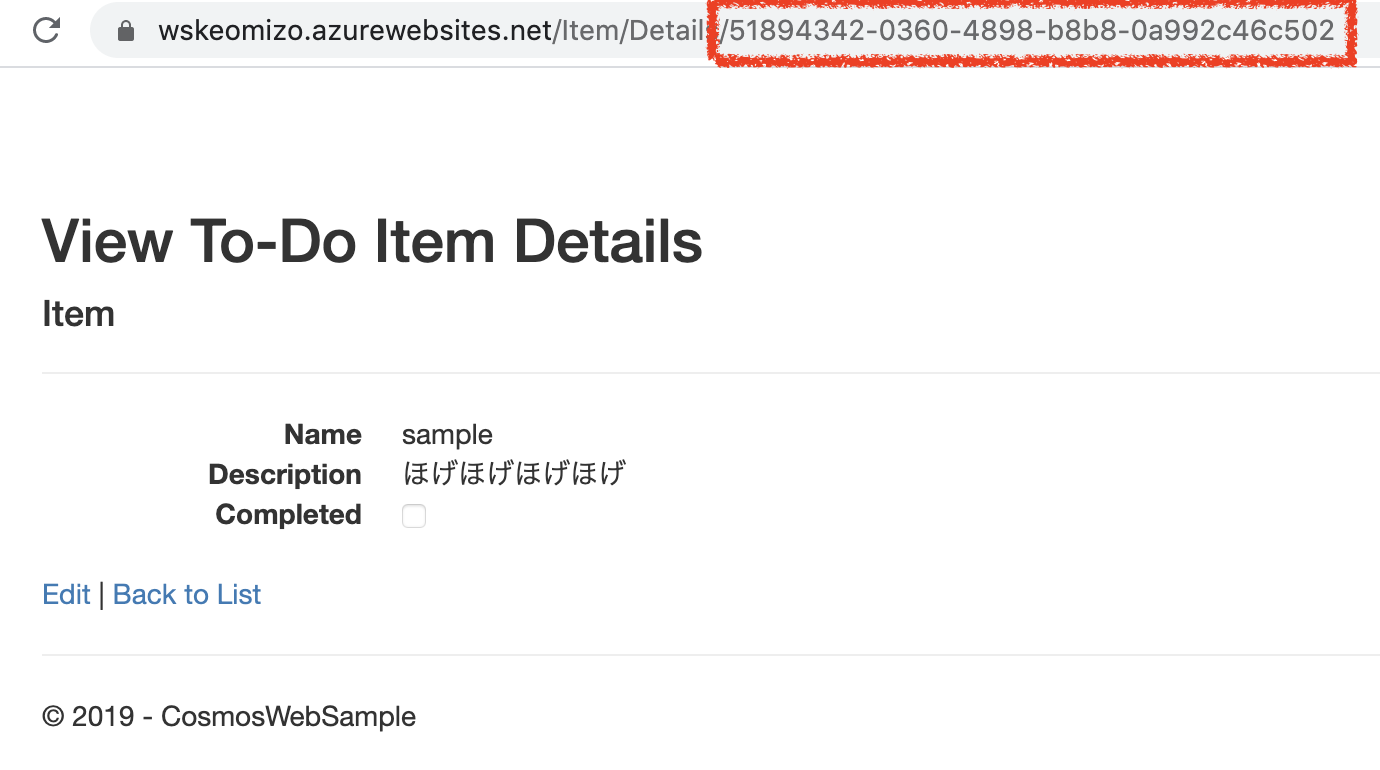 wskeomizo.azurewebsites.net/Item/Details/51894342-0360-4898-b8b8-0a992c46c502
View To-Do Item Details
Item
Name sample
Description ほげほげほげほげ
Completed
Edit | Back to List
© 2019 - CosmosWebSample